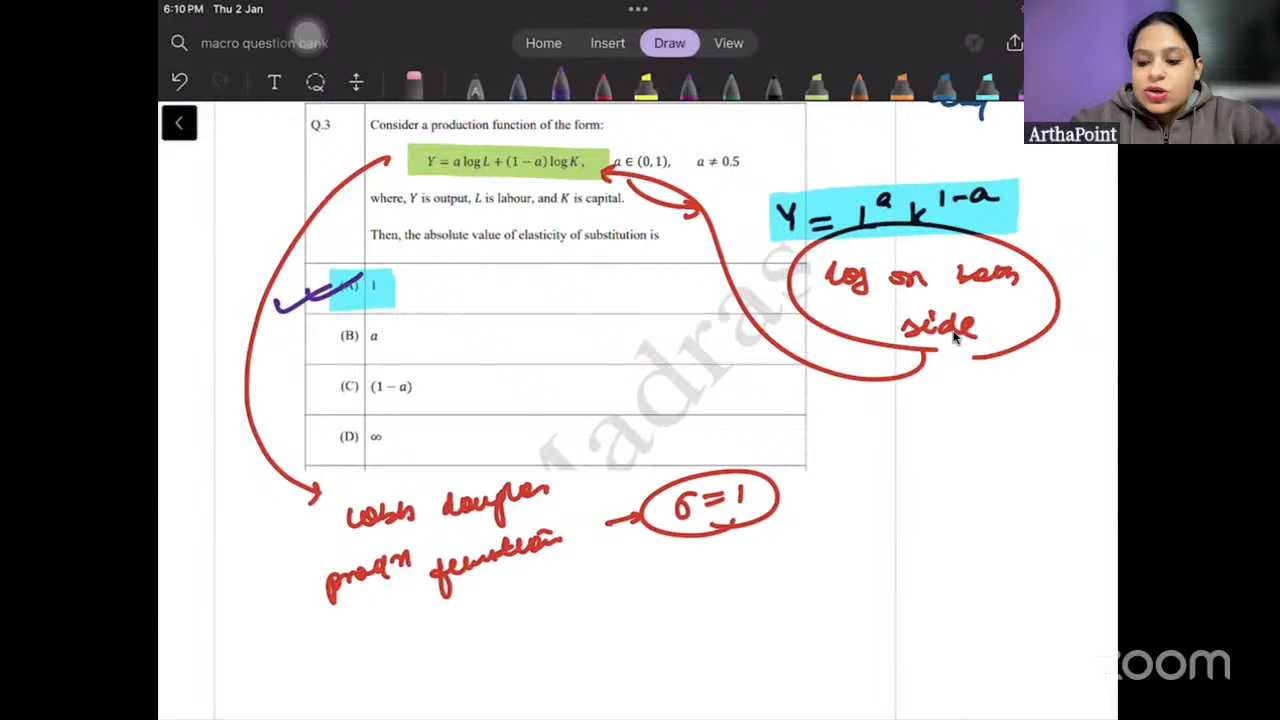 6:10 PM Thu 2 Jan
macro question bank
Home Insert Draw View
ArthaPoint
Q.3 Consider a production function of the form:
Y = a log L + (1 − a) log K, a ∈ (0, 1), a ≠ 0.5
where, Y is output, L is labour, and K is capital.
Then, the absolute value of elasticity of substitution is
(A) 1
(B) a
(C) (1 − a)
(D) ∞
Y = L^a K^1-a
log on both
side
Madras
cobb douglas
prodn function
→ σ = 1
zoom